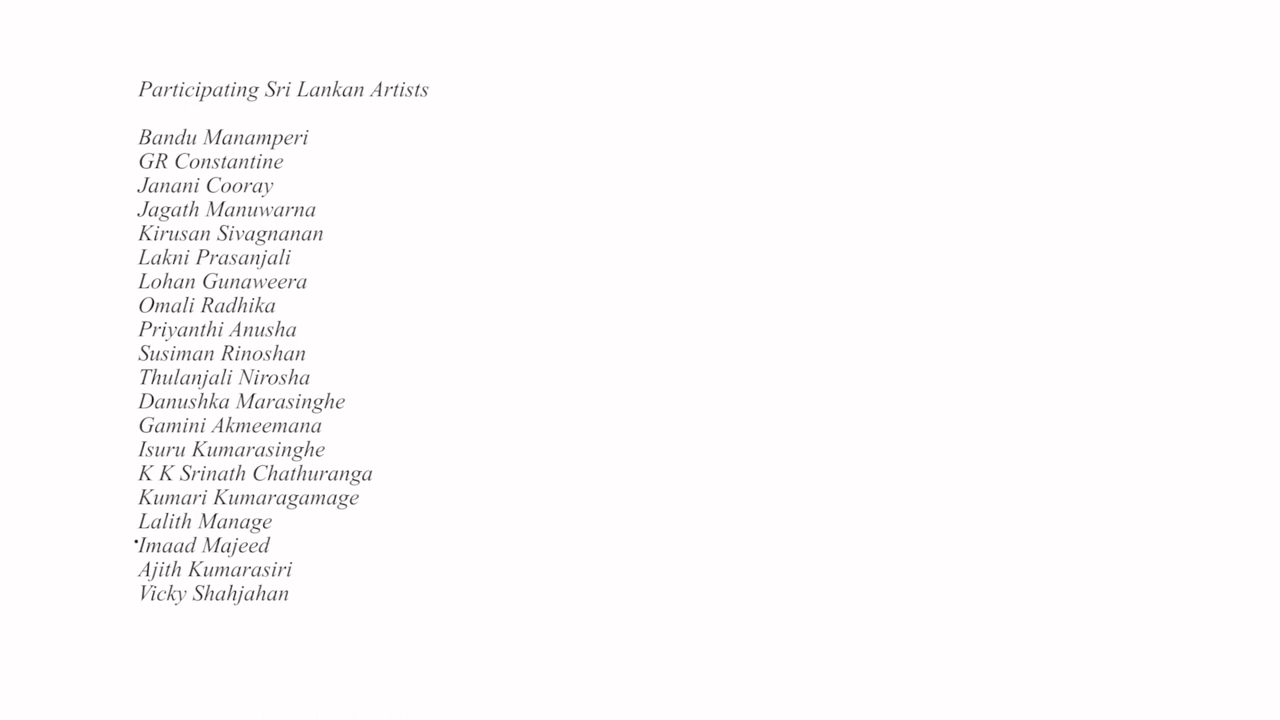 Participating Sri Lankan Artists
Bandu Manamperi
GR Constantine
Janani Cooray
Jagath Manuwarna
Kirusan Sivagnanan
Lakni Prasanjali
Lohan Gunaweera
Omali Radhika
Priyanthi Anusha
Susiman Rinoshan
Thulanjali Nirosha
Danushka Marasinghe
Gamini Akmeemana
Isuru Kumarasinghe
K K Srinath Chathuranga
Kumari Kumaragamage
Lalith Manage
•Imaad Majeed
Ajith Kumarasiri
Vicky Shahjahan